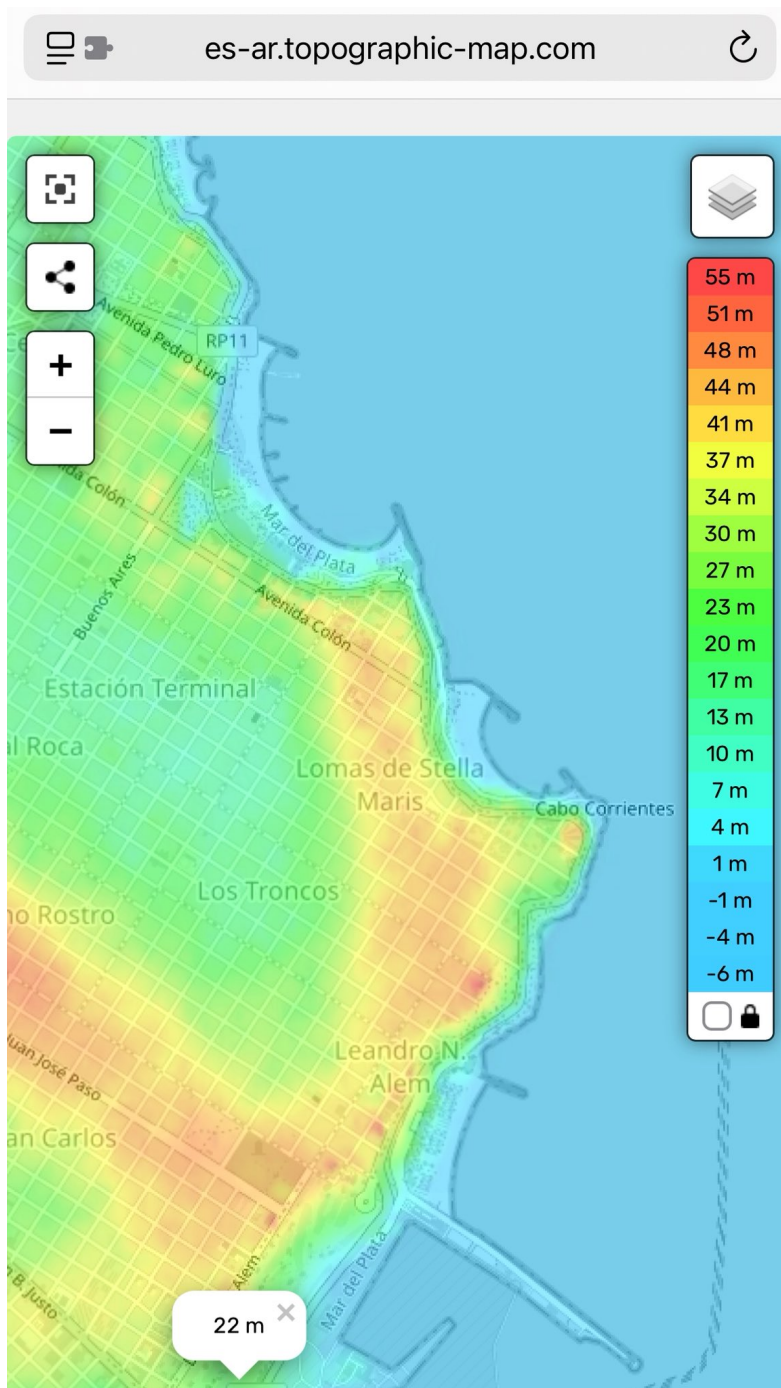 es-ar.topographic-map.com
Avenida Pedro Luro
RP11
Ce
ida Colón
Mar del Plata
Buenos Aires
Avenida Colón
Estación Terminal
al Roca
Lomas de Stella
Maris
Cabo Corrientes
Los Troncos
no Rostro
Leandro N.
Alem
Juan José Paso
an Carlos
Alem
Mar del Plata
B. Justo
22 m
55 m
51 m
48 m
44 m
41 m
37 m
34 m
30 m
27 m
23 m
20 m
17 m
13 m
10 m
7 m
4 m
1 m
-1 m
-4 m
-6 m